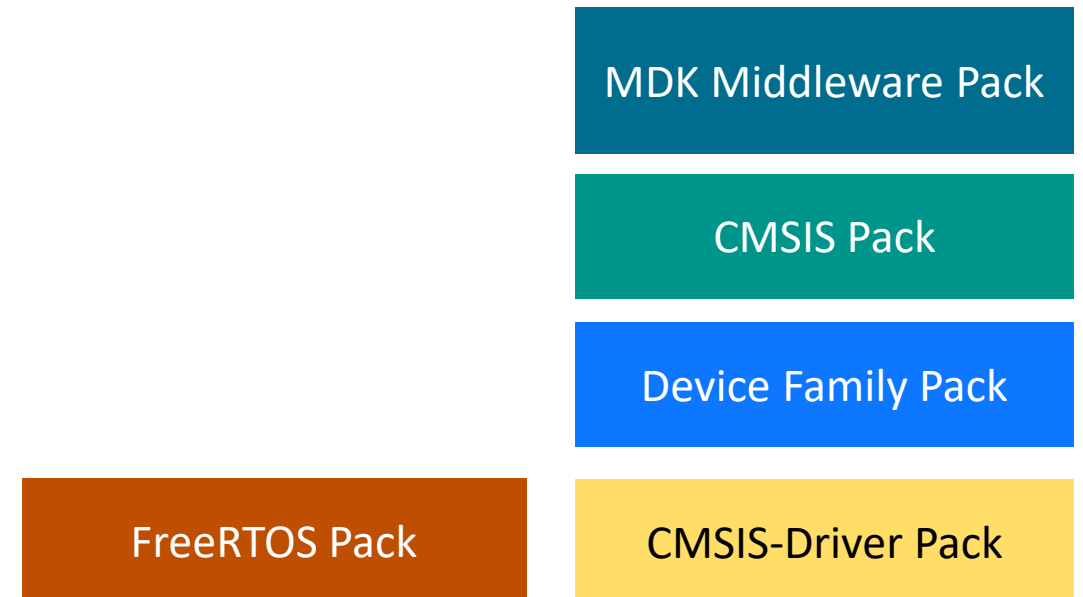 MDK Middleware Pack
CMSIS Pack
Device Family Pack
FreeRTOS Pack
CMSIS-Driver Pack